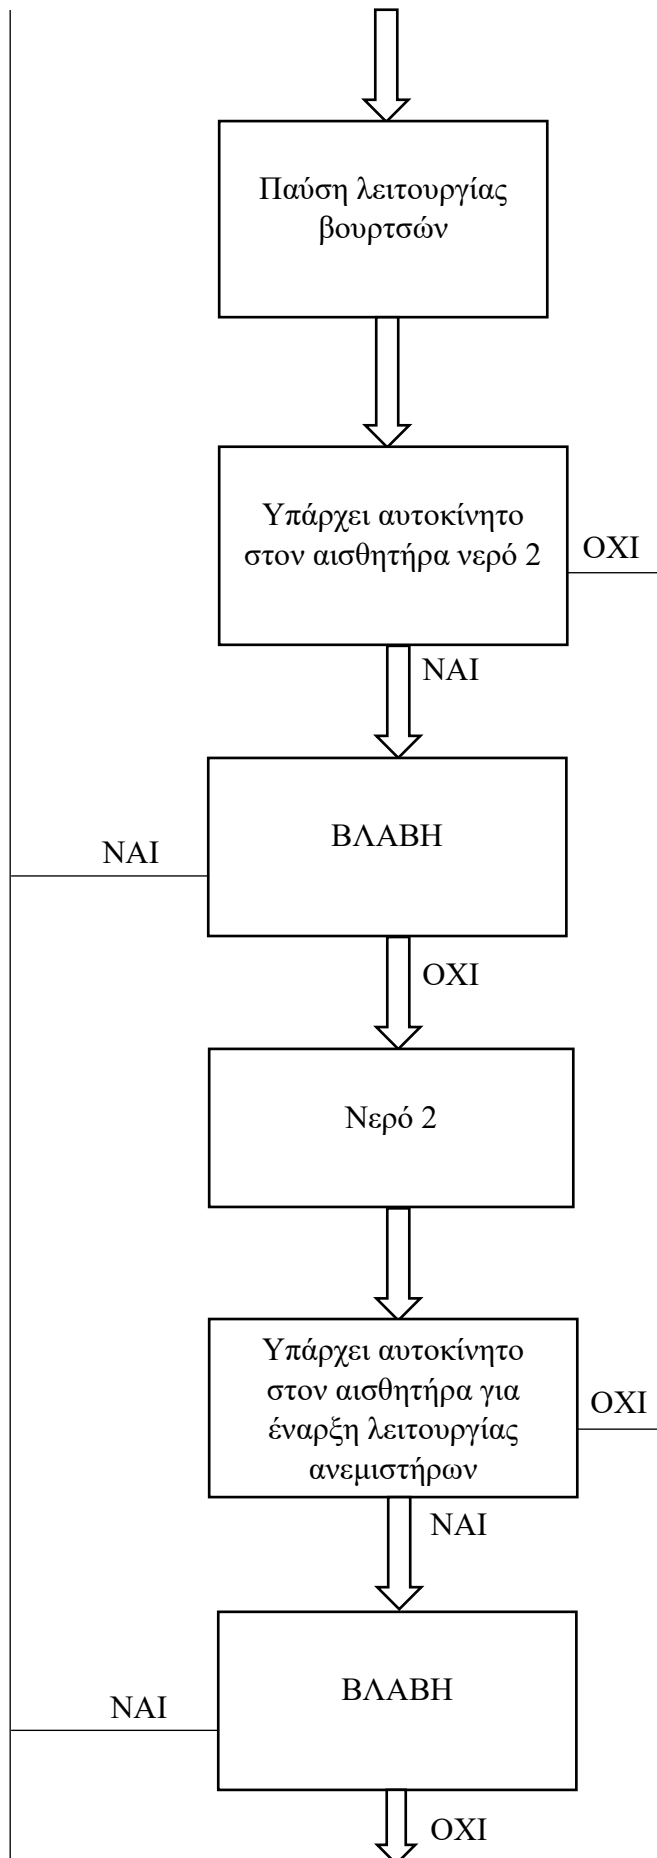 Παύση λειτουργίας
βουρτσών
Υπάρχει αυτοκίνητο
στον αισθητήρα νερό 2
ΟΧΙ
ΝΑΙ
ΒΛΑΒΗ
ΝΑΙ
ΟΧΙ
Νερό 2
Υπάρχει αυτοκίνητο
στον αισθητήρα για
έναρξη λειτουργίας
ανεμιστήρων
ΟΧΙ
ΝΑΙ
ΒΛΑΒΗ
ΝΑΙ
ΟΧΙ